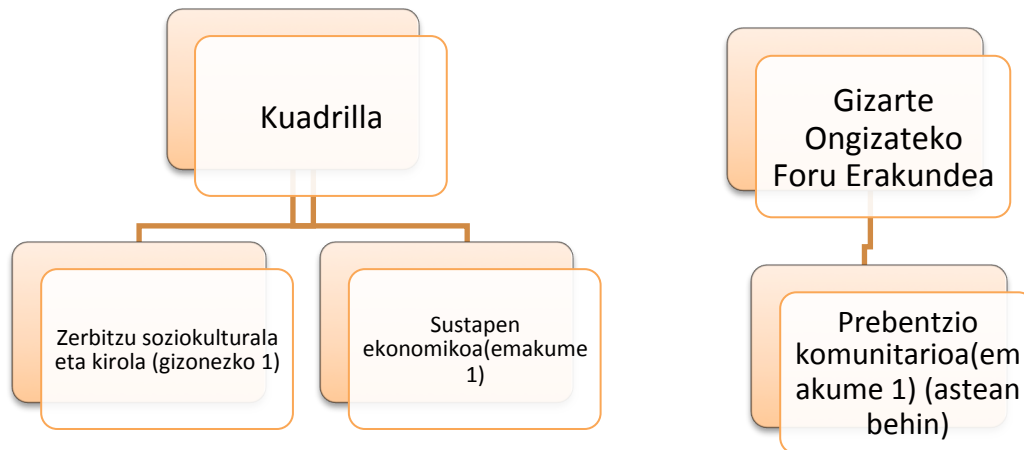 Kuadrilla
Zerbitzu soziokulturala
eta kirola (gizonezko 1)
Sustapen
ekonomikoa(emakume
1)
Gizarte
Ongizateko
Foru Erakundea
Prebentzio
komunitarioa(em
akume 1) (astean
behin)